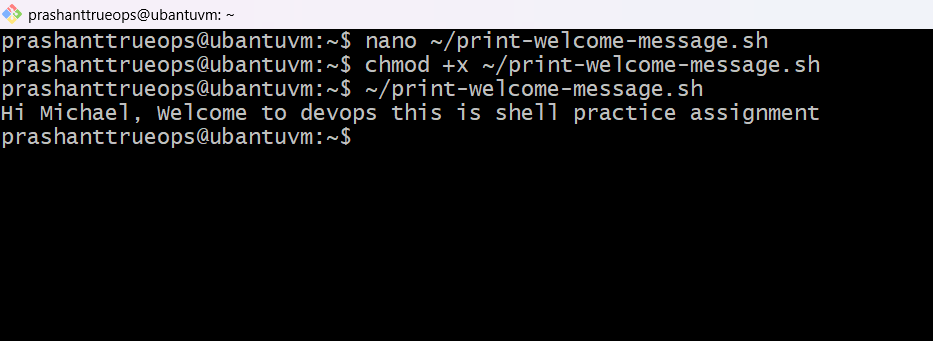 prashanttrueops@ubantuvm: ~
prashanttrueops@ubantuvm:~$ nano ~/print-welcome-message.sh
prashanttrueops@ubantuvm:~$ chmod +x ~/print-welcome-message.sh
prashanttrueops@ubantuvm:~$ ~/print-welcome-message.sh
Hi Michael, Welcome to devops this is shell practice assignment
prashanttrueops@ubantuvm:~$